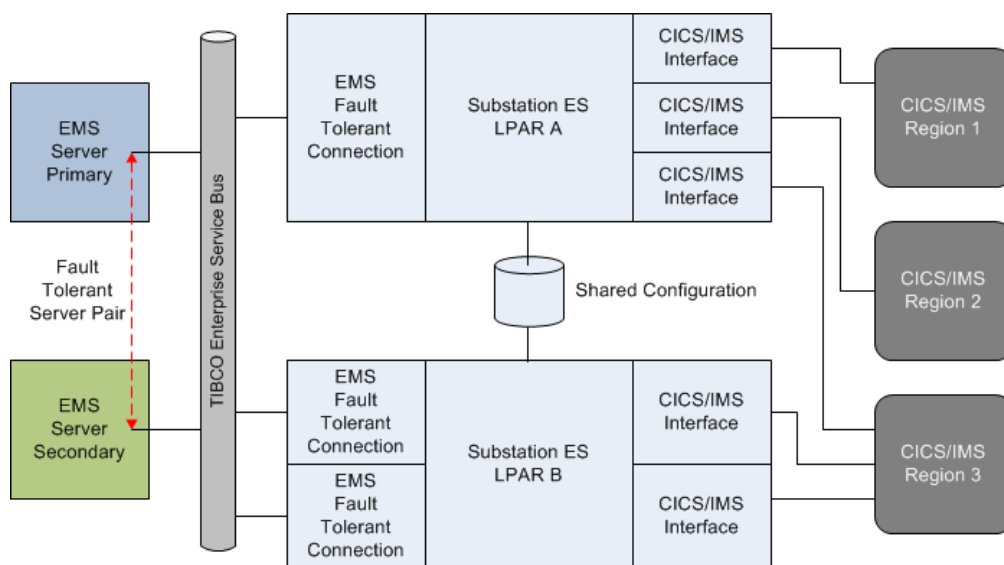 EMS
Server
Primary
Fault
Tolerant
Server Pair
EMS
Server
Secondary
TIBCO Enterprise Service Bus
EMS
Fault
Tolerant
Connection
Substation ES
LPAR A
CICS/IMS
Interface
CICS/IMS
Interface
CICS/IMS
Interface
Shared Configuration
EMS
Fault
Tolerant
Connection
EMS
Fault
Tolerant
Connection
Substation ES
LPAR B
CICS/IMS
Interface
CICS/IMS
Interface
CICS/IMS
Region 1
CICS/IMS
Region 2
CICS/IMS
Region 3